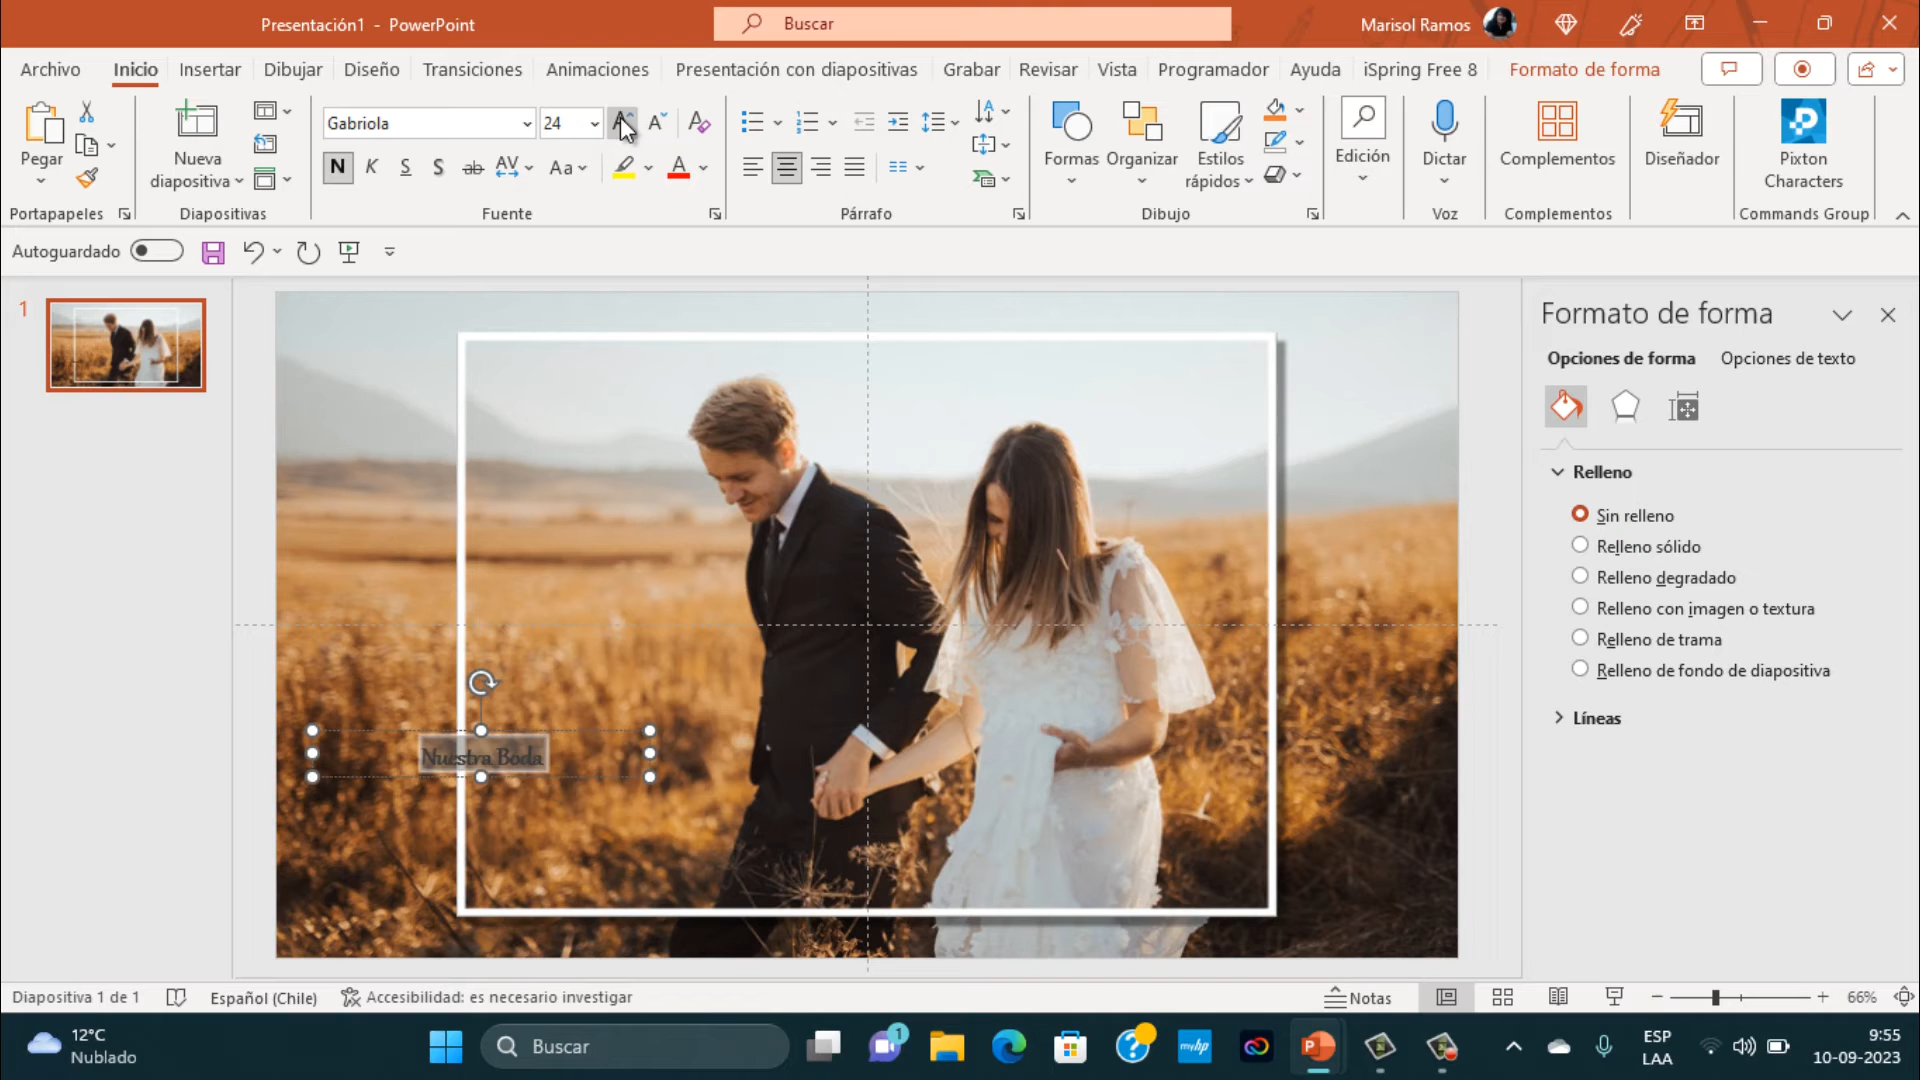 Presentación1 - PowerPoint
Buscar
Marisol Ramos
Archivo Inicio Insertar Dibujar Diseño Transiciones Animaciones Presentación con diapositivas Grabar Revisar Vista Programador Ayuda iSpring Free 8 Formato de forma
Gabriola 24
Pegar
Nueva
diapositiva
N K S S ab AV Aa A
Formas Organizar Estilos
rápidos
Edición
Dictar
Complementos
Diseñador
Pixton
Characters
Portapapeles Diapositivas Fuente Párrafo Dibujo Voz Complementos Commands Group
Autoguardado
1
Nuestra Boda
Formato de forma
Opciones de forma Opciones de texto
Relleno
Sin relleno
Relleno sólido
Relleno degradado
Relleno con imagen o textura
Relleno de trama
Relleno de fondo de diapositiva
Líneas
Diapositiva 1 de 1 Español (Chile) Accesibilidad: es necesario investigar Notas 66%
12°C
Nublado
Buscar
1
myhp
ESP
LAA
9:55
10-09-2023